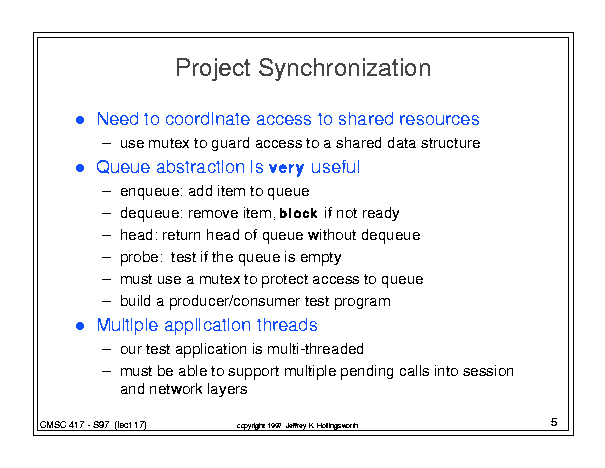 Project Synchronization
● Need to coordinate access to shared resources
– use mutex to guard access to a shared data structure
● Queue abstraction is very useful
– enqueue: add item to queue
– dequeue: remove item, block if not ready
– head: return head of queue without dequeue
– probe: test if the queue is empty
– must use a mutex to protect access to queue
– build a producer/consumer test program
● Multiple application threads
– our test application is multi-threaded
– must be able to support multiple pending calls into session
and network layers
CMSC 417 - S97 (lect 17)
copyright 1997 Jeffrey K. Hollingsworth
5